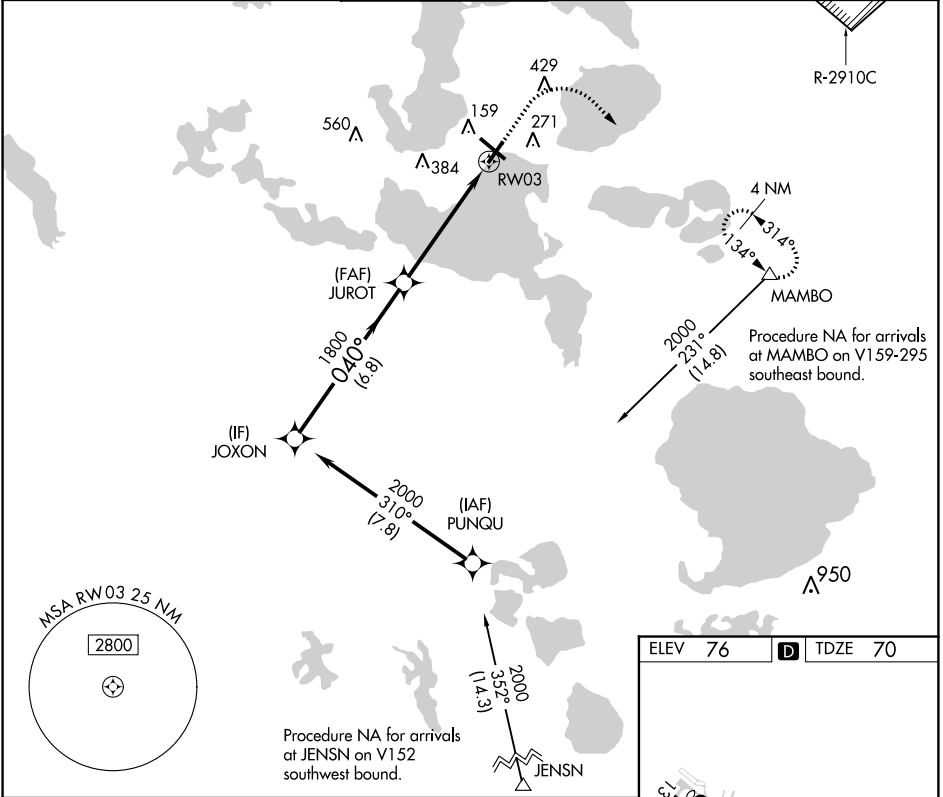 R-2910C
429
159
560
271
384
RW03
4 NM
314°
134°
(FAF)
JUROT
MAMBO
2000
231°
(14.8)
Procedure NA for arrivals
at MAMBO on V159-295
southeast bound.
1800
040°
(6.8)
(IF)
JOXON
2000
310°
(7.8)
(IAF)
PUNQU
950
MSA RW03 25 NM
2800
ELEV 76
D
TDZE 70
2000
352°
(14.3)
Procedure NA for arrivals
at JENSN on V152
southwest bound.
JENSN